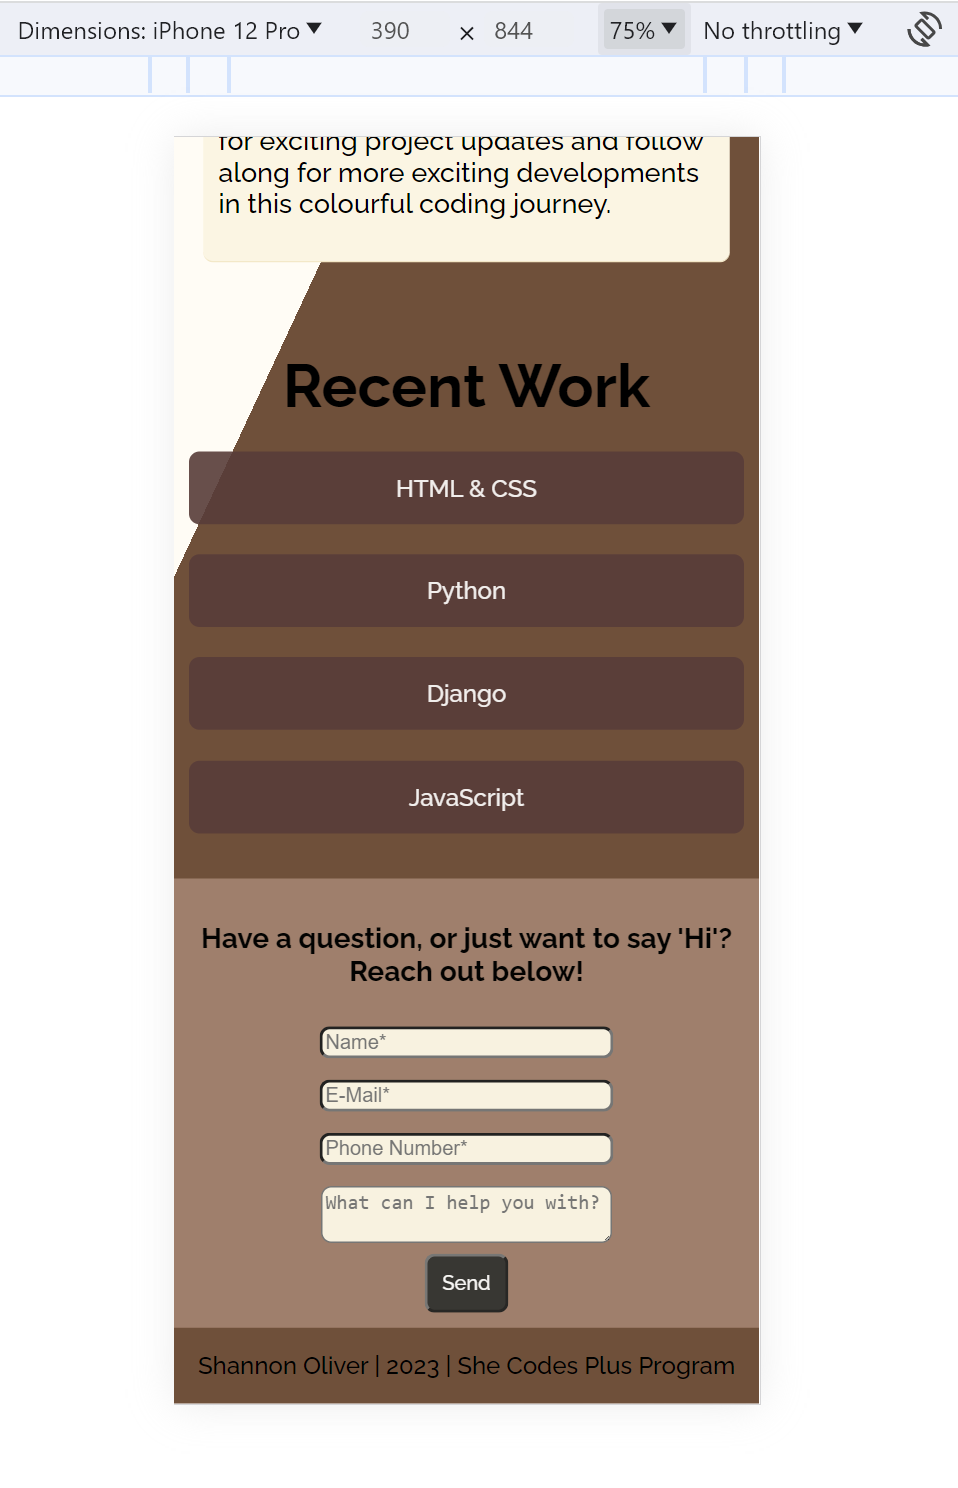 Dimensions: iPhone 12 Pro 390 × 844 75% No throttling
for exciting project updates and follow
along for more exciting developments
in this colourful coding journey.
Recent Work
HTML & CSS
Python
Django
JavaScript
Have a question, or just want to say 'Hi'?
Reach out below!
Name*
E-Mail*
Phone Number*
What can I help you with?
Send
Shannon Oliver | 2023 | She Codes Plus Program